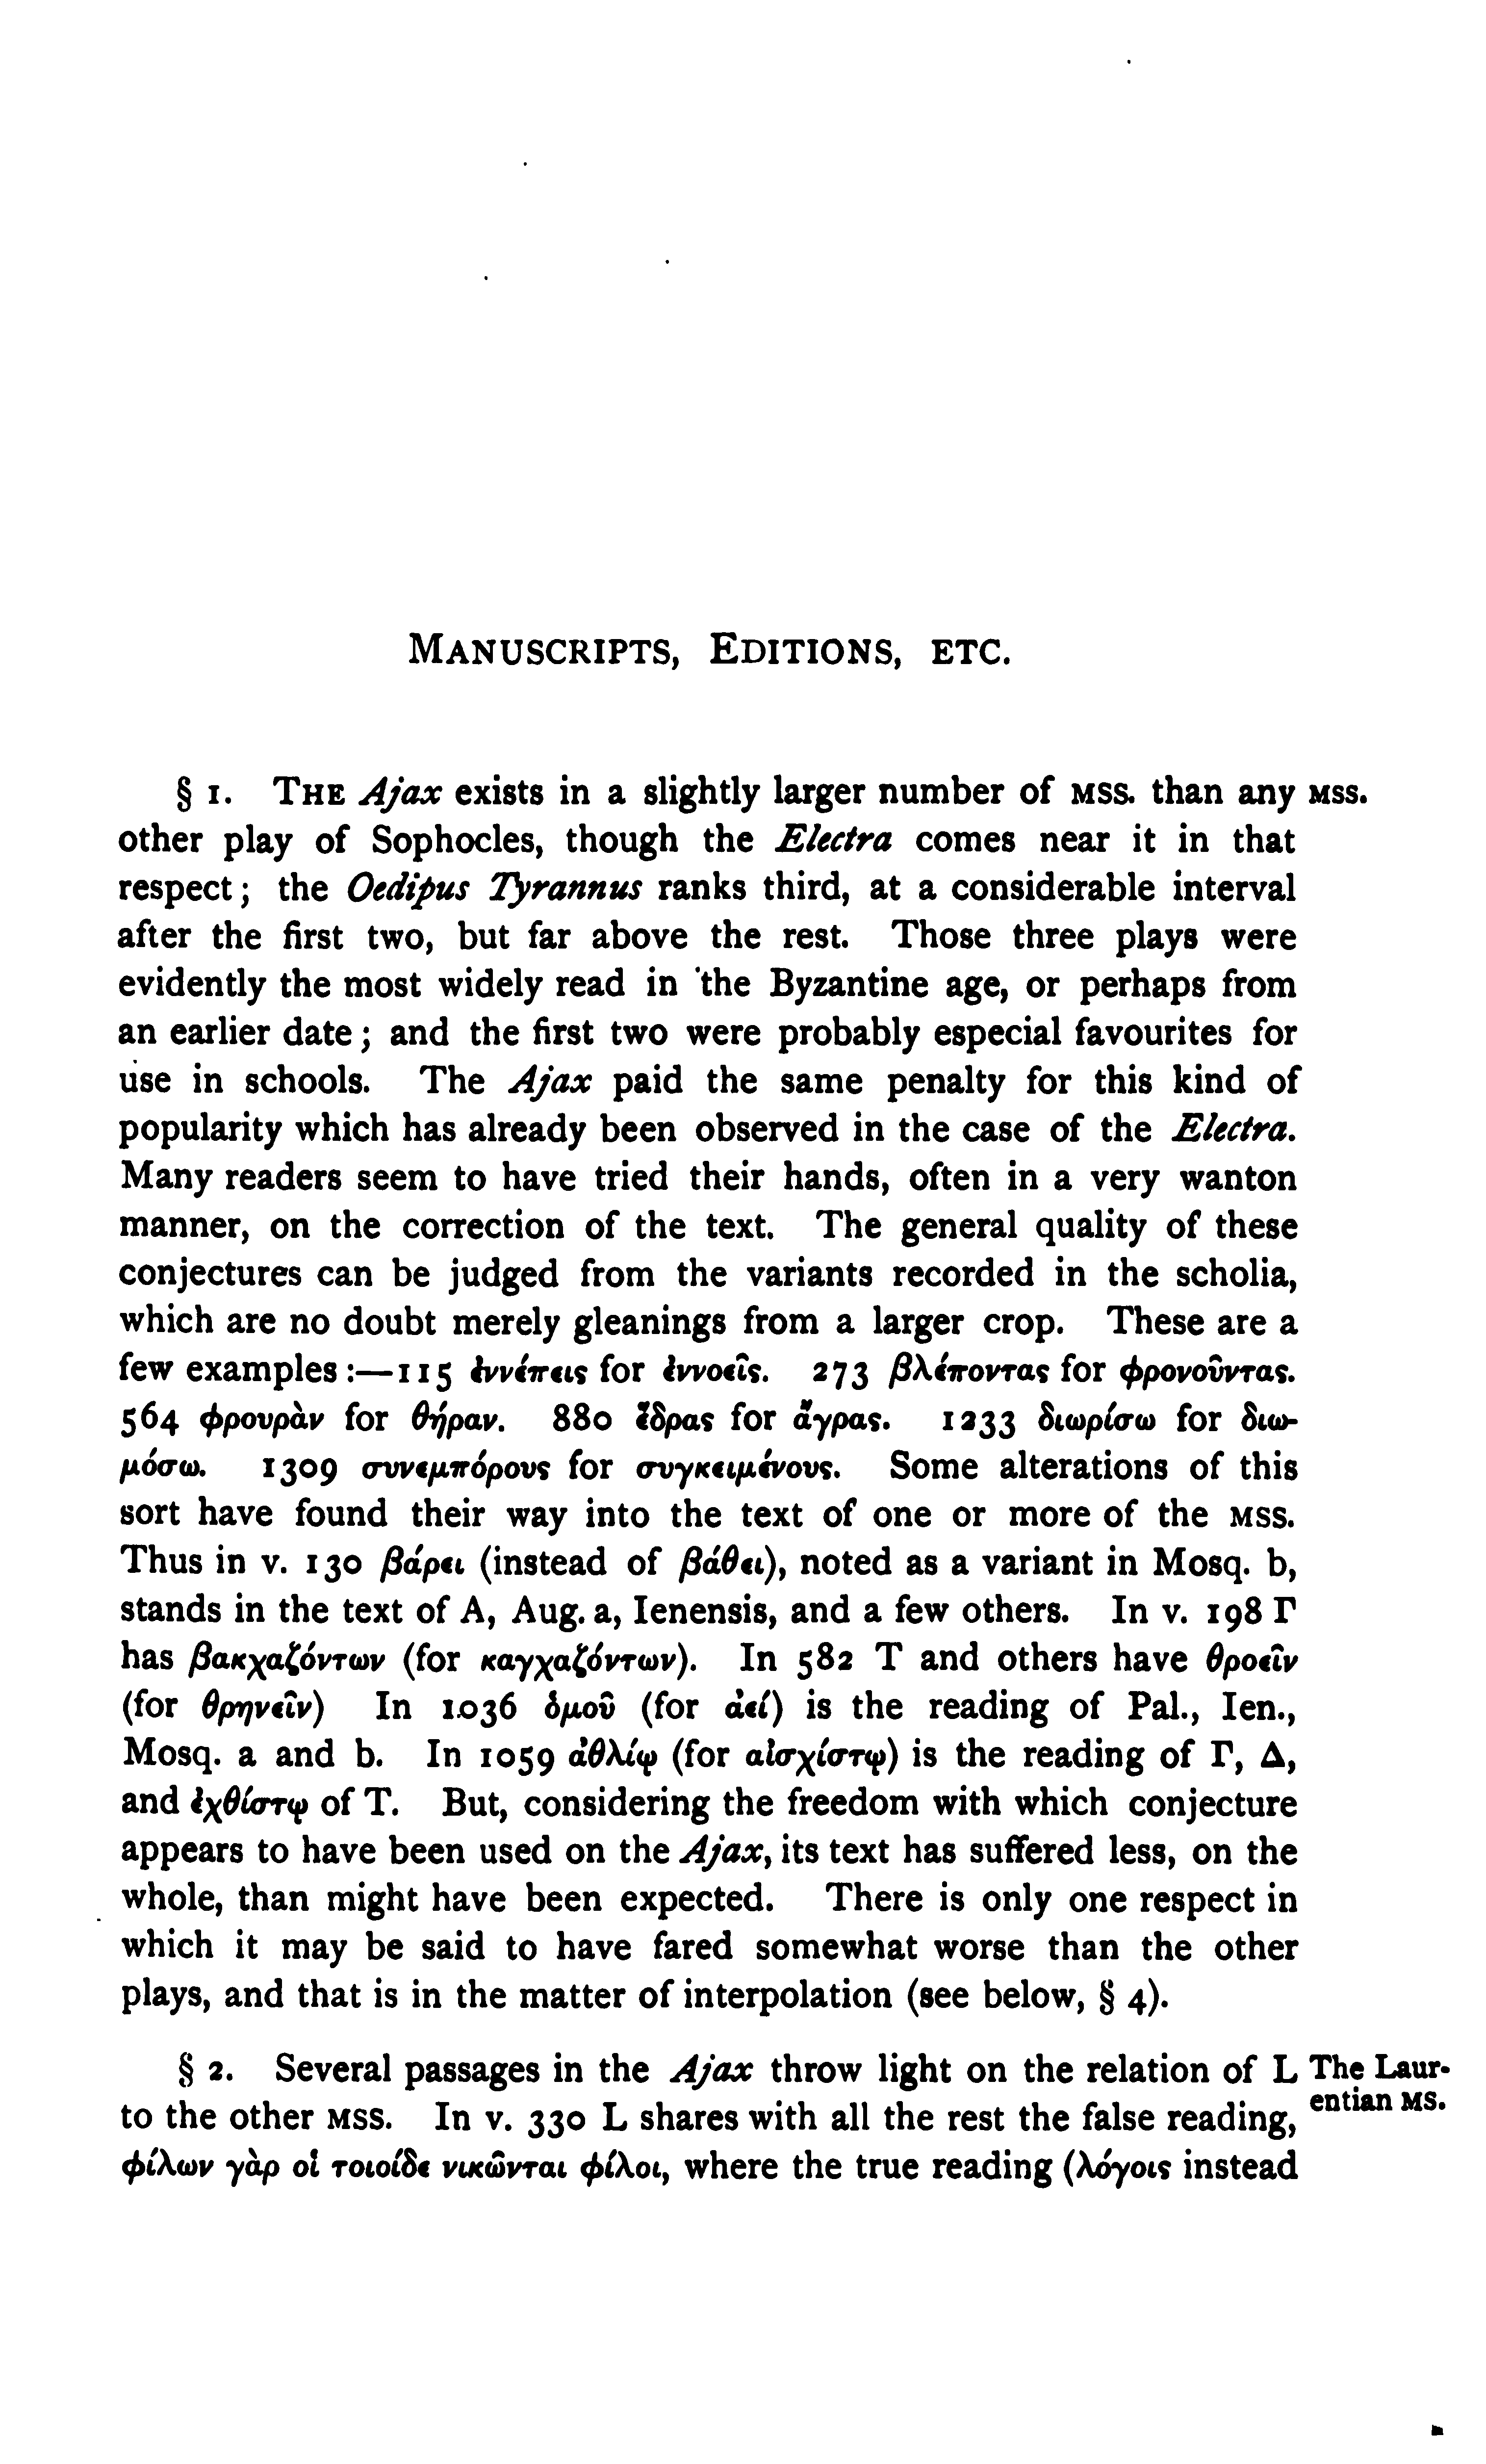 MANUSCRIPTS, EDITIONS, ETC.
§ 1. THE Ajax exists in a slightly larger number of MSS. than any MSS.
other play of Sophocles, though the Electra comes near it in that
respect; the Oedipus Tyrannus ranks third, at a considerable interval
after the first two, but far above the rest. Those three plays were
evidently the most widely read in the Byzantine age, or perhaps from
an earlier date; and the first two were probably especial favourites for
use in schools. The Ajax paid the same penalty for this kind of
popularity which has already been observed in the case of the Electra.
Many readers seem to have tried their hands, often in a very wanton
manner, on the correction of the text. The general quality of these
conjectures can be judged from the variants recorded in the scholia,
which are no doubt merely gleanings from a larger crop. These are a
few examples:—115 ἐννέπεις for ἐννοεῖς. 273 βλέποντας for φρονοῦντας.
564 φρουρὰν for θήραν. 880 ἕδρας for ἄγρας. 1233 διωρίσω for διω-
μόσω. 1309 συνεμπόρους for συγκειμένους. Some alterations of this
sort have found their way into the text of one or more of the MSS.
Thus in v. 130 βάρει (instead of βάθει), noted as a variant in Mosq. b,
stands in the text of A, Aug. a, Ienensis, and a few others. In v. 198 Γ
has βακχαζόντων (for καγχαζόντων). In 582 T and others have θροεῖν
(for θρηνεῖν) In 1036 ὁμοῦ (for ἀεί) is the reading of Pal., Ien.,
Mosq. a and b. In 1059 ἀθλίῳ (for αἰσχίστῳ) is the reading of Γ, Δ,
and ἐχθίστῳ of T. But, considering the freedom with which conjecture
appears to have been used on the Ajax, its text has suffered less, on the
whole, than might have been expected. There is only one respect in
which it may be said to have fared somewhat worse than the other
plays, and that is in the matter of interpolation (see below, § 4).
§ 2. Several passages in the Ajax throw light on the relation of L The Laur-
to the other MSS. In v. 330 L shares with all the rest the false reading, entian MS.
φίλων γὰρ οἱ τοιοίδε νικῶνται φίλοι, where the true reading (λόγοις instead